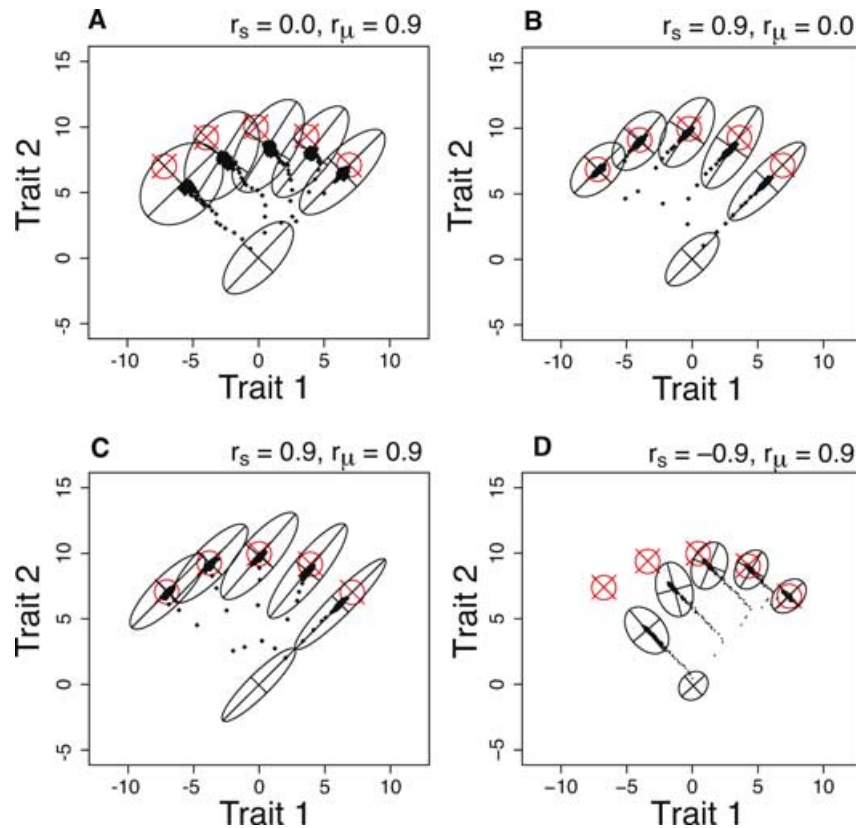 A r_s = 0.0, r_μ = 0.9
Trait 2
15
10
5
0
-5
-10 -5 0 5 10
Trait 1
B r_s = 0.9, r_μ = 0.0
Trait 2
15
10
5
0
-5
-10 -5 0 5 10
Trait 1
C r_s = 0.9, r_μ = 0.9
Trait 2
15
10
5
0
-5
-10 -5 0 5 10
Trait 1
D r_s = −0.9, r_μ = 0.9
Trait 2
15
10
5
0
−5
−10 −5 0 5 10
Trait 1